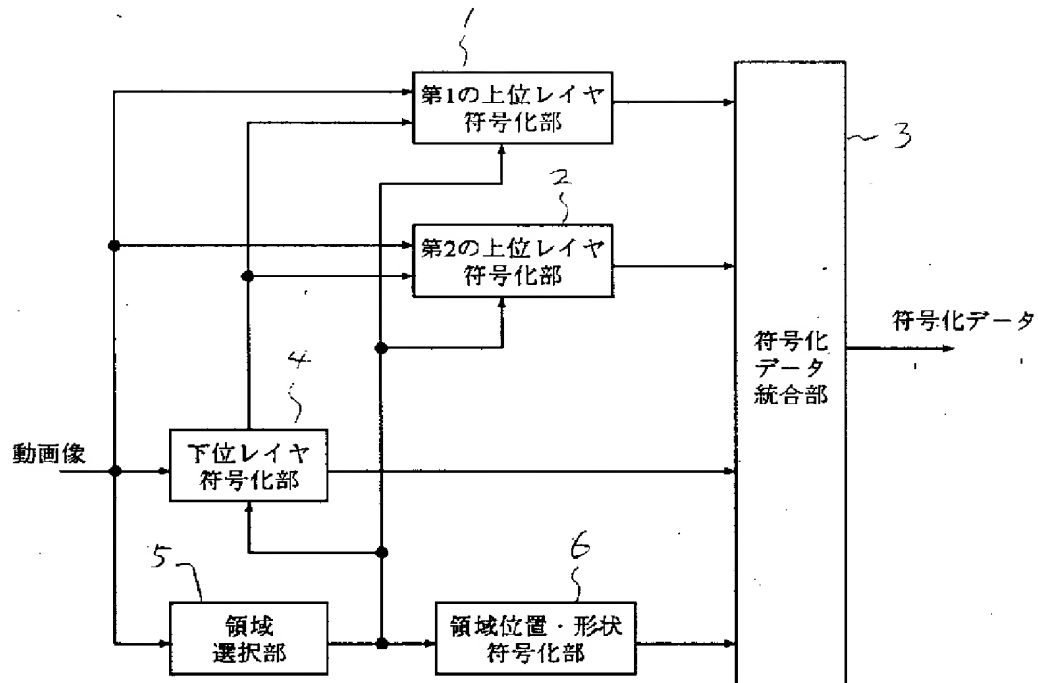 1
第1の上位レイヤ
符号化部
3
2
第2の上位レイヤ
符号化部
符号化データ
符号化
データ
統合部
4
動画像
下位レイヤ
符号化部
5
領域
選択部
6
領域位置・形状
符号化部